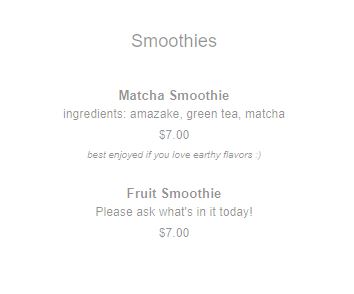 Smoothies
Matcha Smoothie
ingredients: amazake, green tea, matcha
$7.00
best enjoyed if you love earthy flavors :)
Fruit Smoothie
Please ask what's in it today!
$7.00